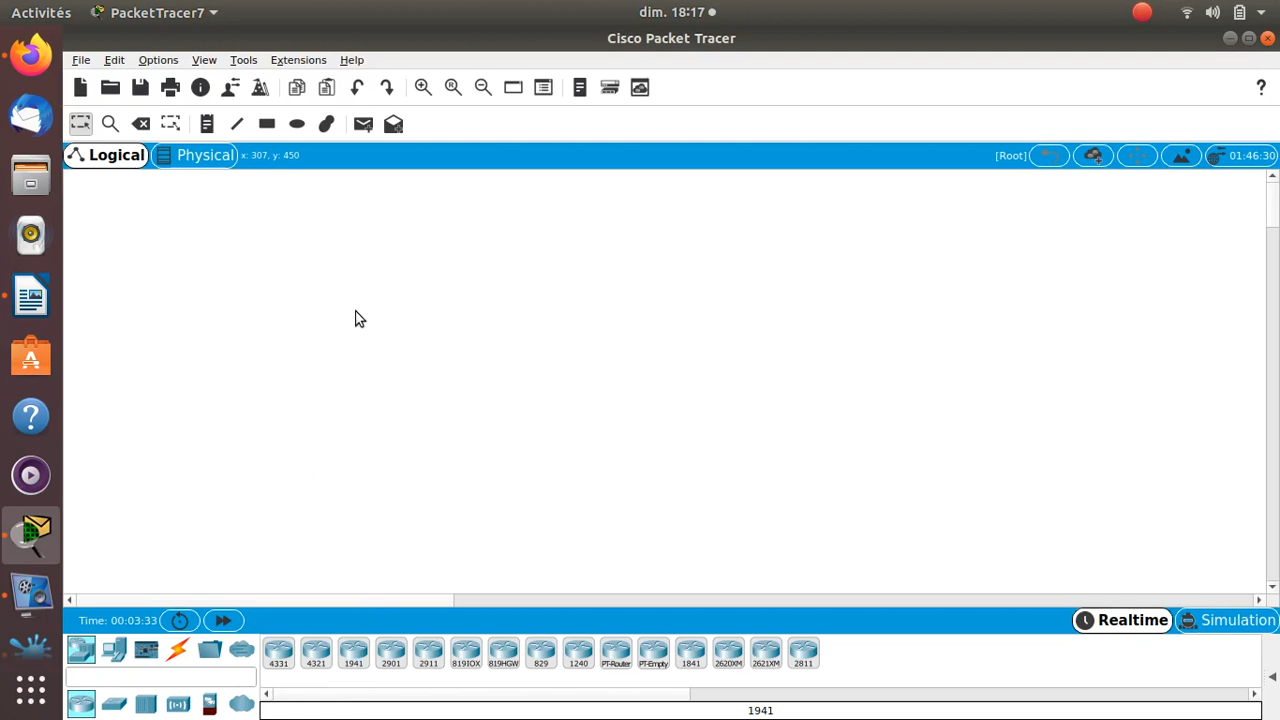 Activités PacketTracer7 dim. 18:17
Cisco Packet Tracer
File Edit Options View Tools Extensions Help
Logical Physical x: 307, y: 450 [Root] 01:46:30
Time: 00:03:33 Realtime Simulation
4331 4321 1941 2901 2911 819IOX 819HGW 829 1240 PT-Router PT-Empty 1841 2620XM 2621XM 2811
1941